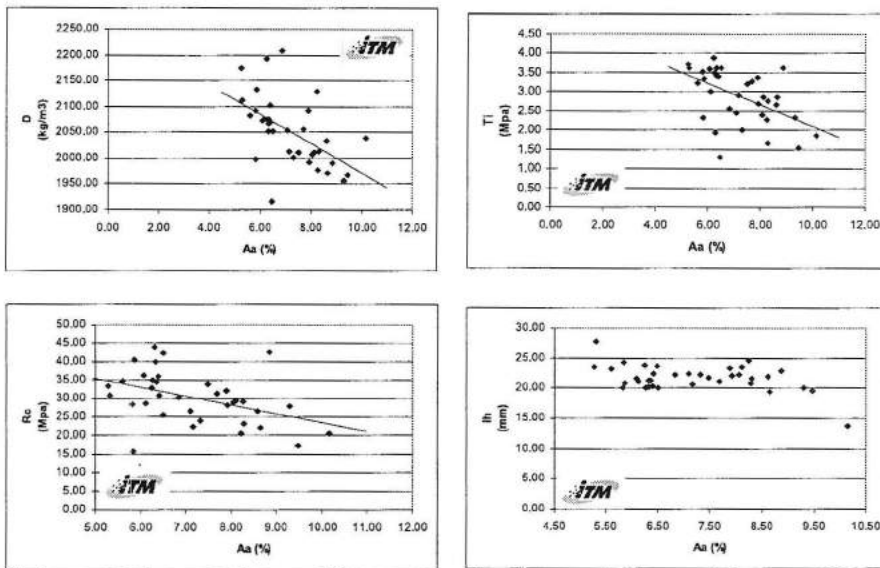 2250,00
2200,00
2150,00
2100,00
2050,00
2000,00
1950,00
1900,00
D
(kg/m3)
0,00 2,00 4,00 6,00 8,00 10,00 12,00
Aa (%)
iTM
4.50
4.00
3.50
3.00
2.50
2.00
1.50
1.00
0.50
0.00
Ti
(Mpa)
0.00 2.00 4.00 6.00 8.00 10.00 12.00
Aa (%)
iTM
50.00
45.00
40.00
35.00
30.00
25.00
20.00
15.00
10.00
5.00
0.00
Rc
(Mpa)
5.00 6.00 7.00 8.00 9.00 10.00 11.00 12.00
Aa (%)
iTM
30.00
25.00
20.00
15.00
10.00
5.00
0.00
Ih
(mm)
4.50 5.50 6.50 7.50 8.50 9.50 10.50
Aa (%)
iTM